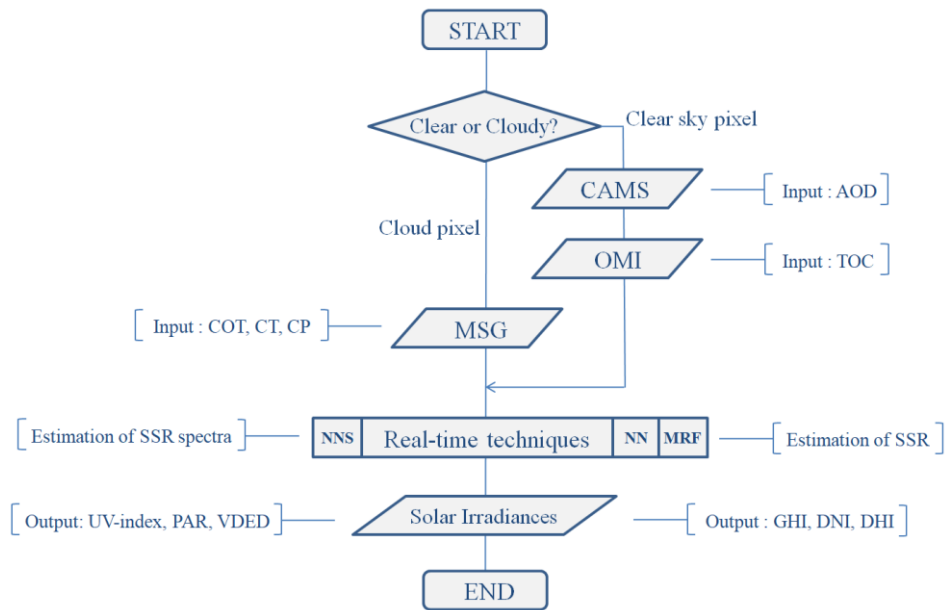 START
Clear or Cloudy?
Clear sky pixel
CAMS
[ Input : AOD ]
Cloud pixel
OMI
[ Input : TOC ]
[ Input : COT, CT, CP ]
MSG
[ Estimation of SSR spectra ]
NNS
Real-time techniques
NN
MRF
[ Estimation of SSR ]
[ Output: UV-index, PAR, VDED ]
Solar Irradiances
[ Output : GHI, DNI, DHI ]
END